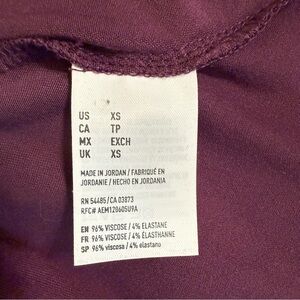 US XS
CA TP
MX EXCH
UK XS
MADE IN JORDAN / FABRIQUÉ EN
JORDANIE / HECHO EN JORDANIA
RN 54485 / CA 03873
RFC# AEM120605U9A
EN 96% VISCOSE / 4% ELASTANE
FR 96% VISCOSE / 4% ÉLASTHANNE
SP 96% viscosa / 4% elastano